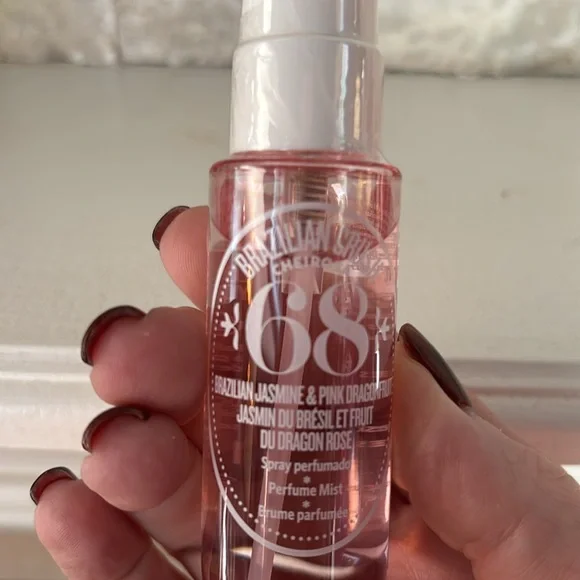 BRAZILIAN
CHEIRO
68
BRAZILIAN JASMINE & PINK DRAGONFRUIT
JASMIN DU BRÉSIL ET FRUIT
DU DRAGON ROSE
Spray perfumado
Perfume Mist
Brume parfumée